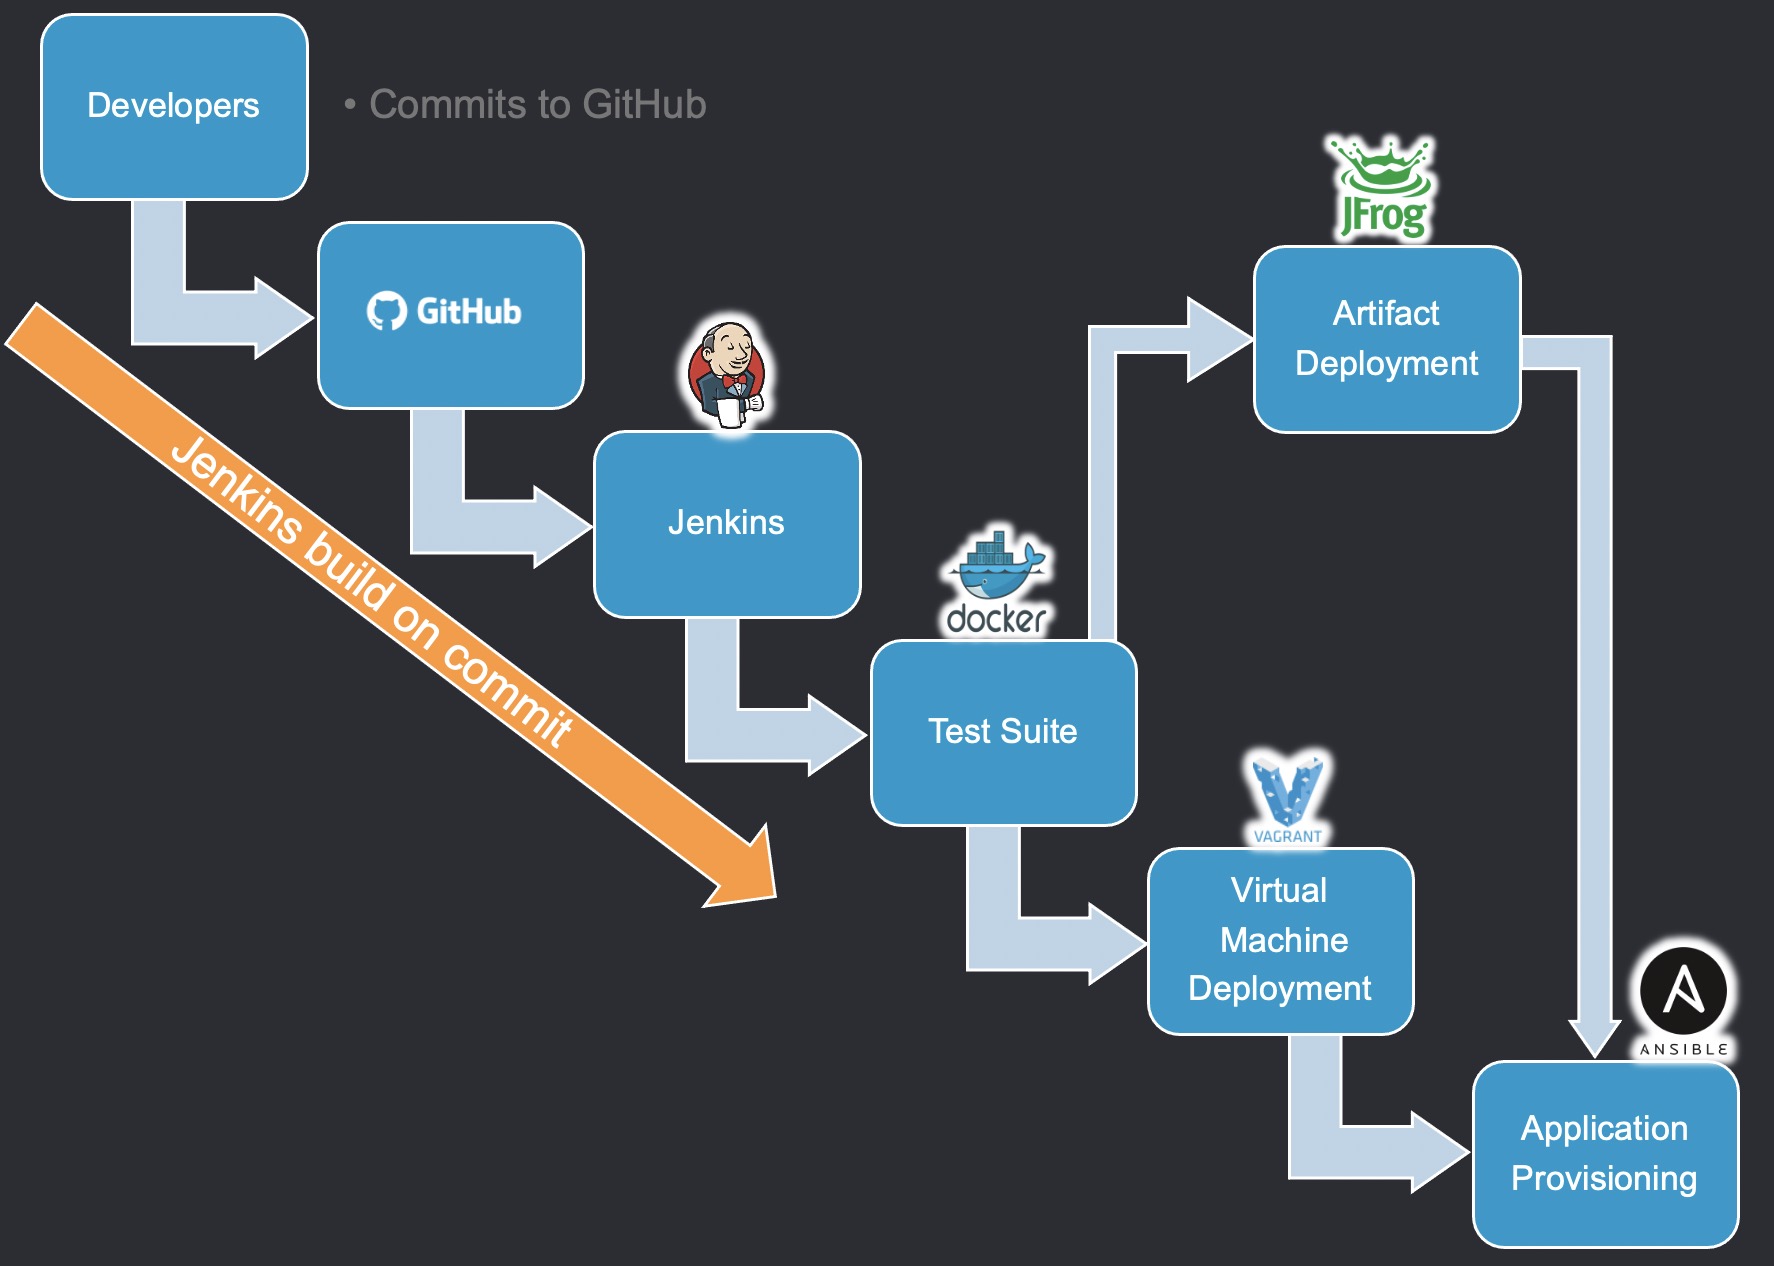 Developers
• Commits to GitHub
JFrog
GitHub
Artifact
Deployment
Jenkins
docker
Jenkins build on commit
Test Suite
VAGRANT
Virtual
Machine
Deployment
ANSIBLE
Application
Provisioning